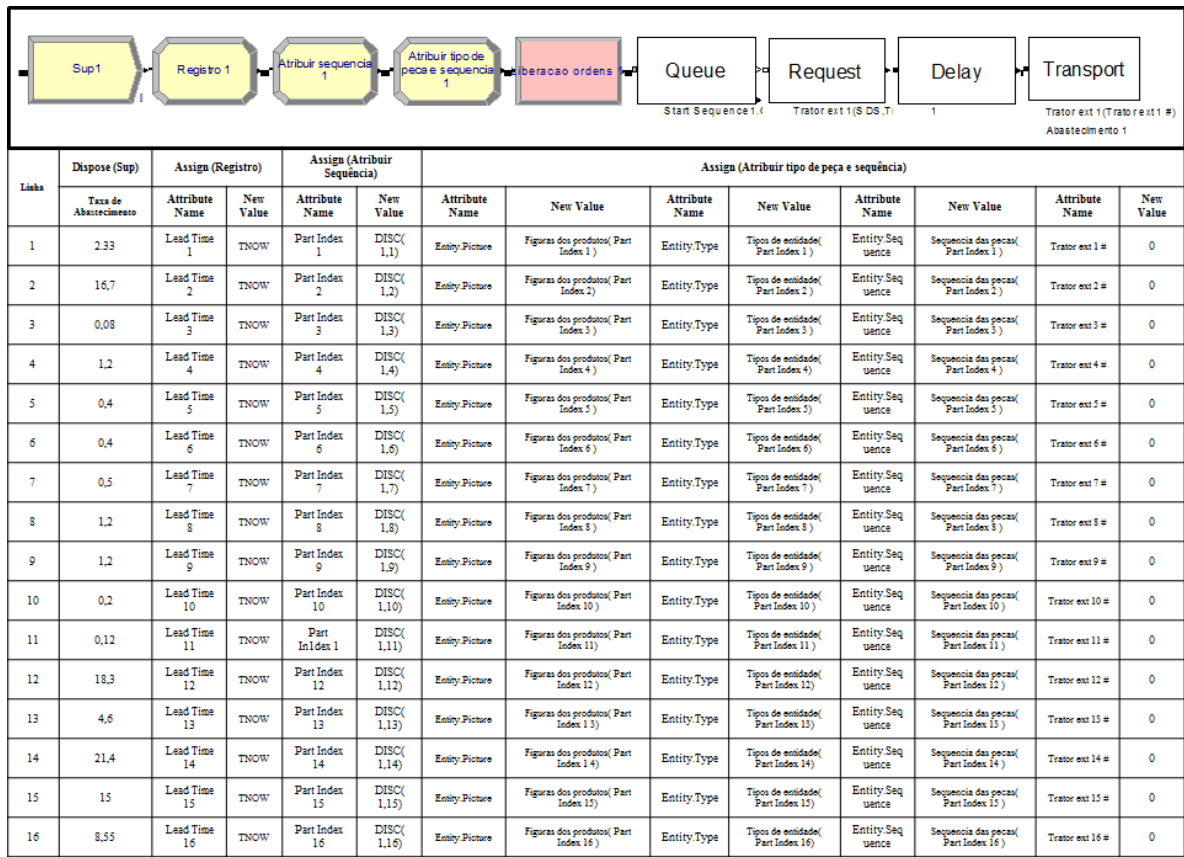 Sup1
Registro 1
Atribuir sequencia
1
Atribuir tipo de
peca e sequencia
1
iberacao ordens 1
Queue
Start Sequence 1.
Request
Trator ext 1(SDS,T
Delay
1
Transport
Trator ext 1(Trator ext 1 #)
Abastecimento 1
Linha Dispose (Sup) Assign (Registro) Assign (Atribuir Sequência) Assign (Atribuir tipo de peça e sequência)
Taxa de Abastecimento Attribute Name New Value Attribute Name New Value Attribute Name New Value Attribute Name New Value Attribute Name New Value Attribute Name New Value
1 2.33 Lead Time 1 TNOW Part Index 1 DISC( 1,1) Entity.Picture Figuras dos produtos( Part Index 1 ) Entity.Type Tipos de entidade( Part Index 1 ) Entity.Seq uence Sequencia das pecas( Part Index 1 ) Trator ext 1 # 0
2 16,7 Lead Time 2 TNOW Part Index 2 DISC( 1,2) Entity.Picture Figuras dos produtos( Part Index 2) Entity.Type Tipos de entidade( Part Index 2 ) Entity.Seq uence Sequencia das pecas( Part Index 2 ) Trator ext 2 # 0
3 0,08 Lead Time 3 TNOW Part Index 3 DISC( 1,3) Entity.Picture Figuras dos produtos( Part Index 3 ) Entity.Type Tipos de entidade( Part Index 3 ) Entity.Seq uence Sequencia das pecas( Part Index 3 ) Trator ext 3 # 0
4 1,2 Lead Time 4 TNOW Part Index 4 DISC( 1,4) Entity.Picture Figuras dos produtos( Part Index 4 ) Entity.Type Tipos de entidade( Part Index 4) Entity.Seq uence Sequencia das pecas( Part Index 4 ) Trator ext 4 # 0
5 0,4 Lead Time 5 TNOW Part Index 5 DISC( 1,5) Entity.Picture Figuras dos produtos( Part Index 5 ) Entity.Type Tipos de entidade( Part Index 5) Entity.Seq uence Sequencia das pecas( Part Index 5 ) Trator ext 5 # 0
6 0,4 Lead Time 6 TNOW Part Index 6 DISC( 1,6) Entity.Picture Figuras dos produtos( Part Index 6 ) Entity.Type Tipos de entidade( Part Index 6) Entity.Seq uence Sequencia das pecas( Part Index 6 ) Trator ext 6 # 0
7 0,5 Lead Time 7 TNOW Part Index 7 DISC( 1,7) Entity.Picture Figuras dos produtos( Part Index 7 ) Entity.Type Tipos de entidade( Part Index 7 ) Entity.Seq uence Sequencia das pecas( Part Index 7 ) Trator ext 7 # 0
8 1,2 Lead Time 8 TNOW Part Index 8 DISC( 1,8) Entity.Picture Figuras dos produtos( Part Index 8 ) Entity.Type Tipos de entidade( Part Index 8 ) Entity.Seq uence Sequencia das pecas( Part Index 8 ) Trator ext 8 # 0
9 1,2 Lead Time 9 TNOW Part Index 9 DISC( 1,9) Entity.Picture Figuras dos produtos( Part Index 9 ) Entity.Type Tipos de entidade( Part Index 9 ) Entity.Seq uence Sequencia das pecas( Part Index 9 ) Trator ext 9 # 0
10 0,2 Lead Time 10 TNOW Part Index 10 DISC( 1,10) Entity.Picture Figuras dos produtos( Part Index 10 ) Entity.Type Tipos de entidade( Part Index 10 ) Entity.Seq uence Sequencia das pecas( Part Index 10 ) Trator ext 10 # 0
11 0,12 Lead Time 11 TNOW Part In1dex 1 DISC( 1,11) Entity.Picture Figuras dos produtos( Part Index 11) Entity.Type Tipos de entidade( Part Index 11 ) Entity.Seq uence Sequencia das pecas( Part Index 11 ) Trator ext 11 # 0
12 18,3 Lead Time 12 TNOW Part Index 12 DISC( 1,12) Entity.Picture Figuras dos produtos( Part Index 12 ) Entity.Type Tipos de entidade( Part Index 12) Entity.Seq uence Sequencia das pecas( Part Index 12 ) Trator ext 12 # 0
13 4,6 Lead Time 13 TNOW Part Index 13 DISC( 1,13) Entity.Picture Figuras dos produtos( Part Index 1 3) Entity.Type Tipos de entidade( Part Index 13) Entity.Seq uence Sequencia das pecas( Part Index 13 ) Trator ext 13 # 0
14 21,4 Lead Time 14 TNOW Part Index 14 DISC( 1,14) Entity.Picture Figuras dos produtos( Part Index 1 4) Entity.Type Tipos de entidade( Part Index 14) Entity.Seq uence Sequencia das pecas( Part Index 14 ) Trator ext 14 # 0
15 15 Lead Time 15 TNOW Part Index 15 DISC( 1,15) Entity.Picture Figuras dos produtos( Part Index 15) Entity.Type Tipos de entidade( Part Index 15) Entity.Seq uence Sequencia das pecas( Part Index 15 ) Trator ext 15 # 0
16 8,55 Lead Time 16 TNOW Part Index 16 DISC( 1,16) Entity.Picture Figuras dos produtos( Part Index 16 ) Entity.Type Tipos de entidade( Part Index 16) Entity.Seq uence Sequencia das pecas( Part Index 16 ) Trator ext 16 # 0